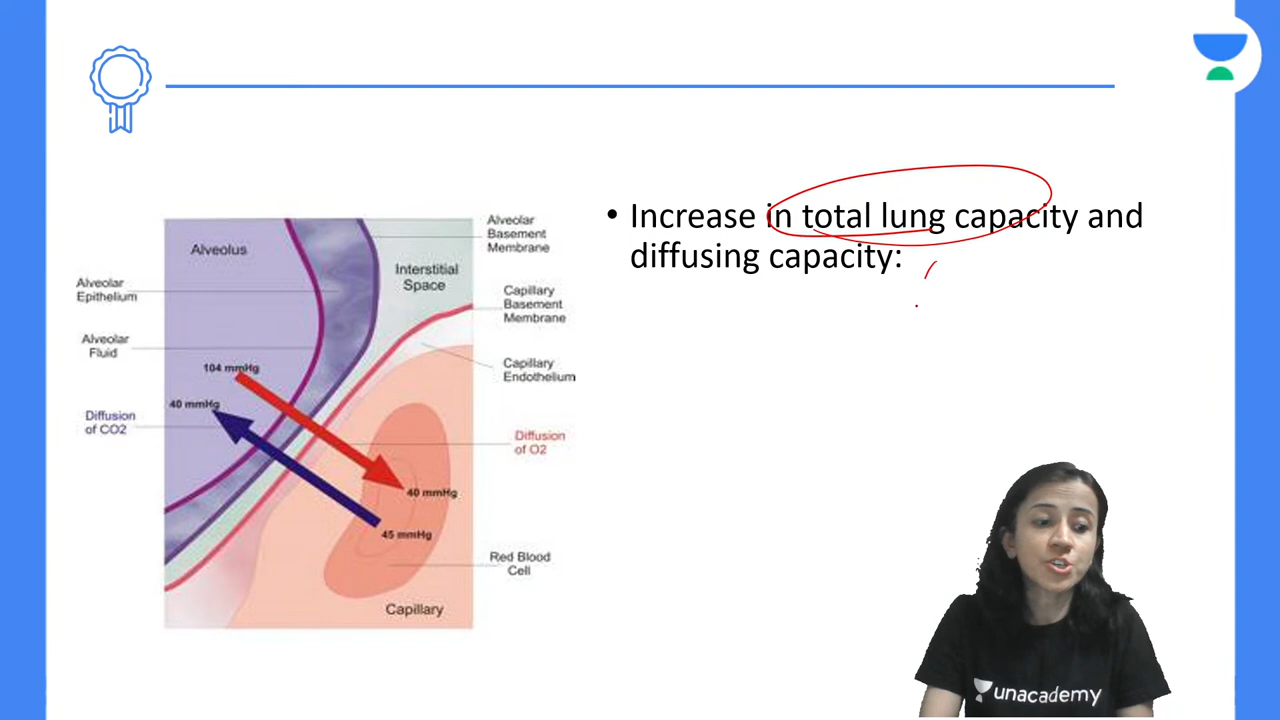 • Increase in total lung capacity and
diffusing capacity:
Alveolus
Alveolar
Epithelium
Alveolar
Fluid
104 mmHg
40 mmHg
Diffusion
of CO2
Alveolar
Basement
Membrane
Interstitial
Space
Capillary
Basement
Membrane
Capillary
Endothelium
Diffusion
of O2
40 mmHg
45 mmHg
Red Blood
Cell
Capillary
unacademy